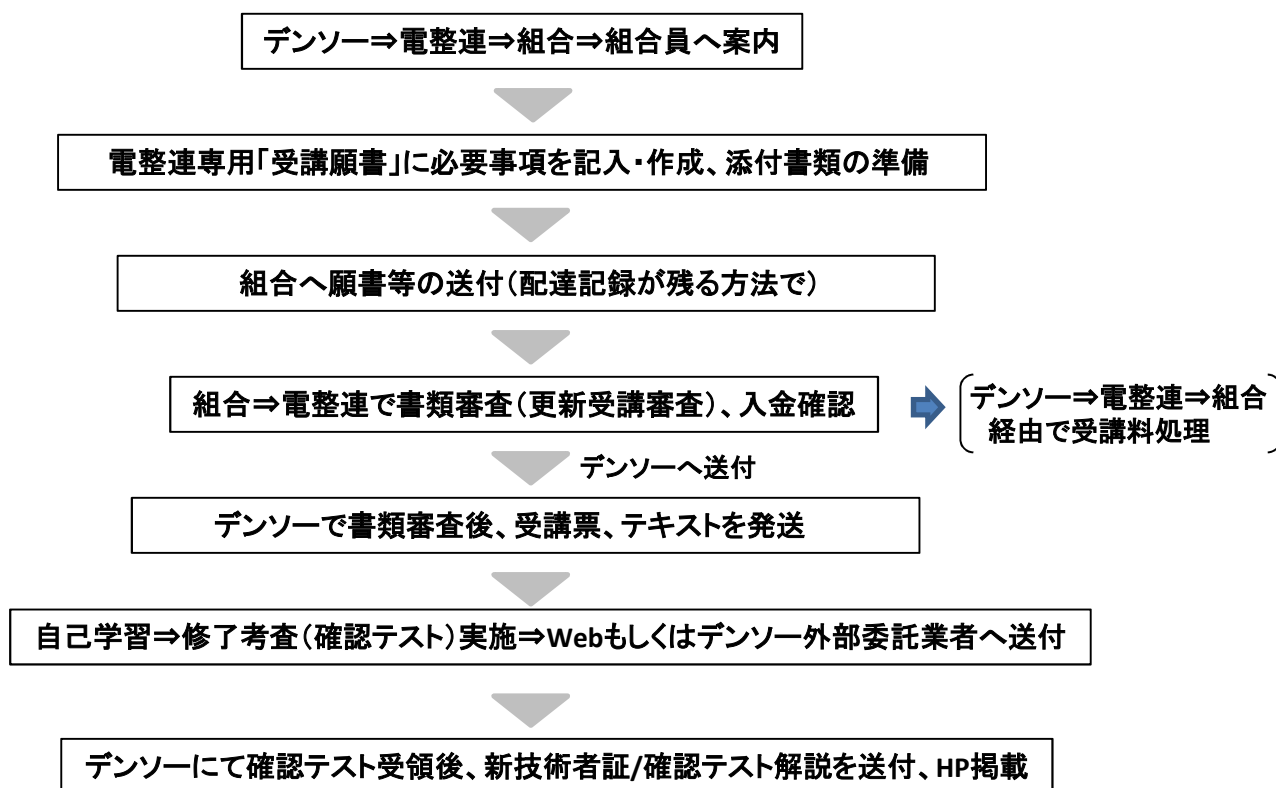 デンソー⇒電整連⇒組合⇒組合員へ案内
電整連専用「受講願書」に必要事項を記入・作成、添付書類の準備
組合へ願書等の送付(配達記録が残る方法で)
組合⇒電整連で書類審査(更新受講審査)、入金確認
デンソー⇒電整連⇒組合
経由で受講料処理
デンソーへ送付
デンソーで書類審査後、受講票、テキストを発送
自己学習⇒修了考査(確認テスト)実施⇒Webもしくはデンソー外部委託業者へ送付
デンソーにて確認テスト受領後、新技術者証/確認テスト解説を送付、HP掲載